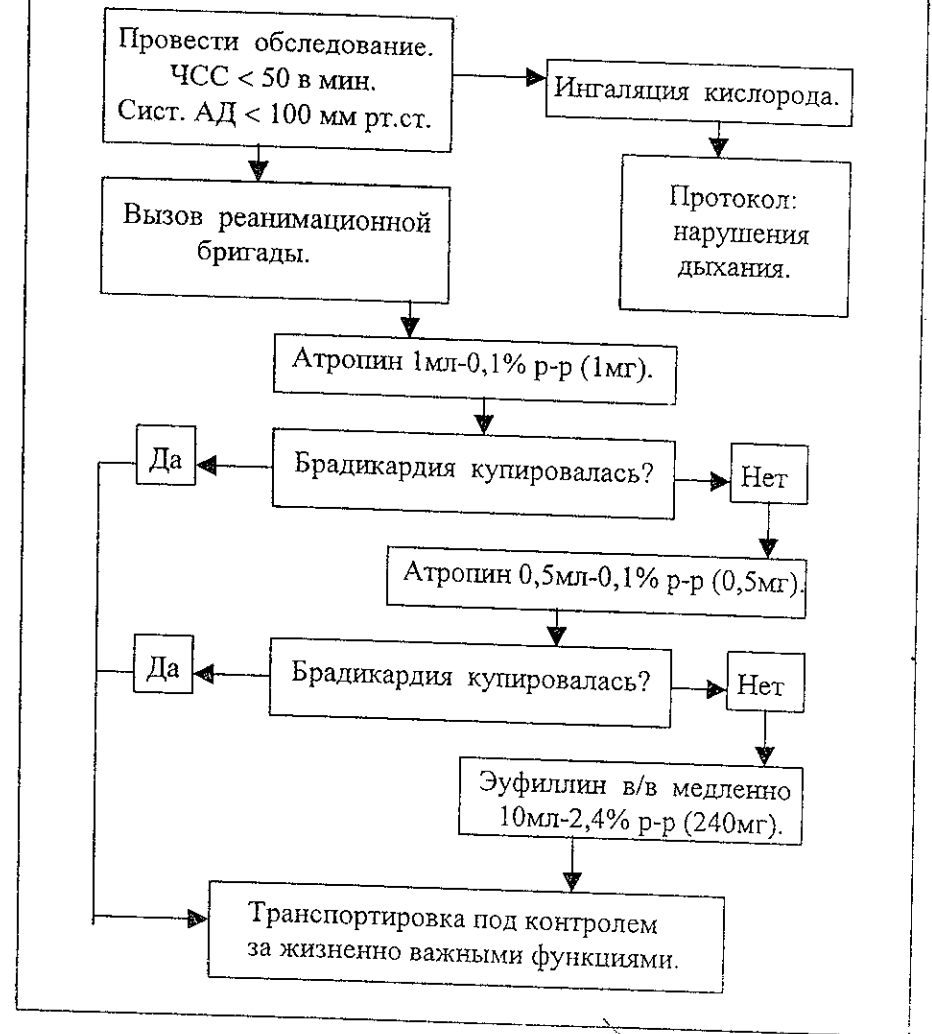 Провести обследование.
ЧСС < 50 в мин.
Сист. АД < 100 мм рт.ст.
Ингаляция кислорода.
Протокол:
нарушения
дыхания.
Вызов реанимационной
бригады.
Атропин 1мл-0,1% р-р (1мг).
Да
Брадикардия купировалась?
Нет
Атропин 0,5мл-0,1% р-р (0,5мг).
Да
Брадикардия купировалась?
Нет
Эуфиллин в/в медленно
10мл-2,4% р-р (240мг).
Транспортировка под контролем
за жизненно важными функциями.